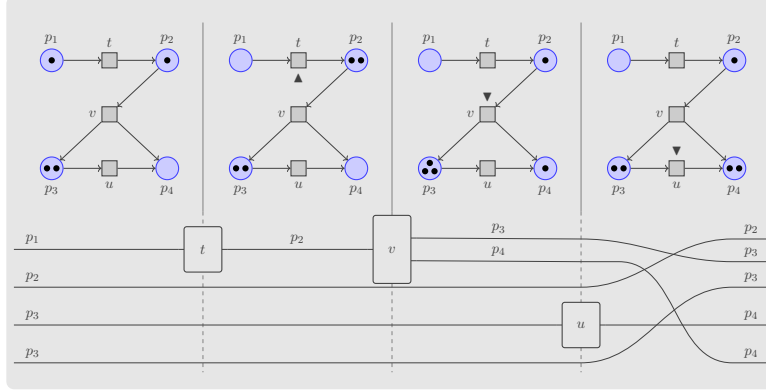 p1 t p2 p1 t p2 p1 t p2 p1 t p2
v v v v
p3 u p4 p3 u p4 p3 u p4 p3 u p4
p1 t p2 v p3 p2
p4 p3
p2 p3
p3 u p4
p3 p4